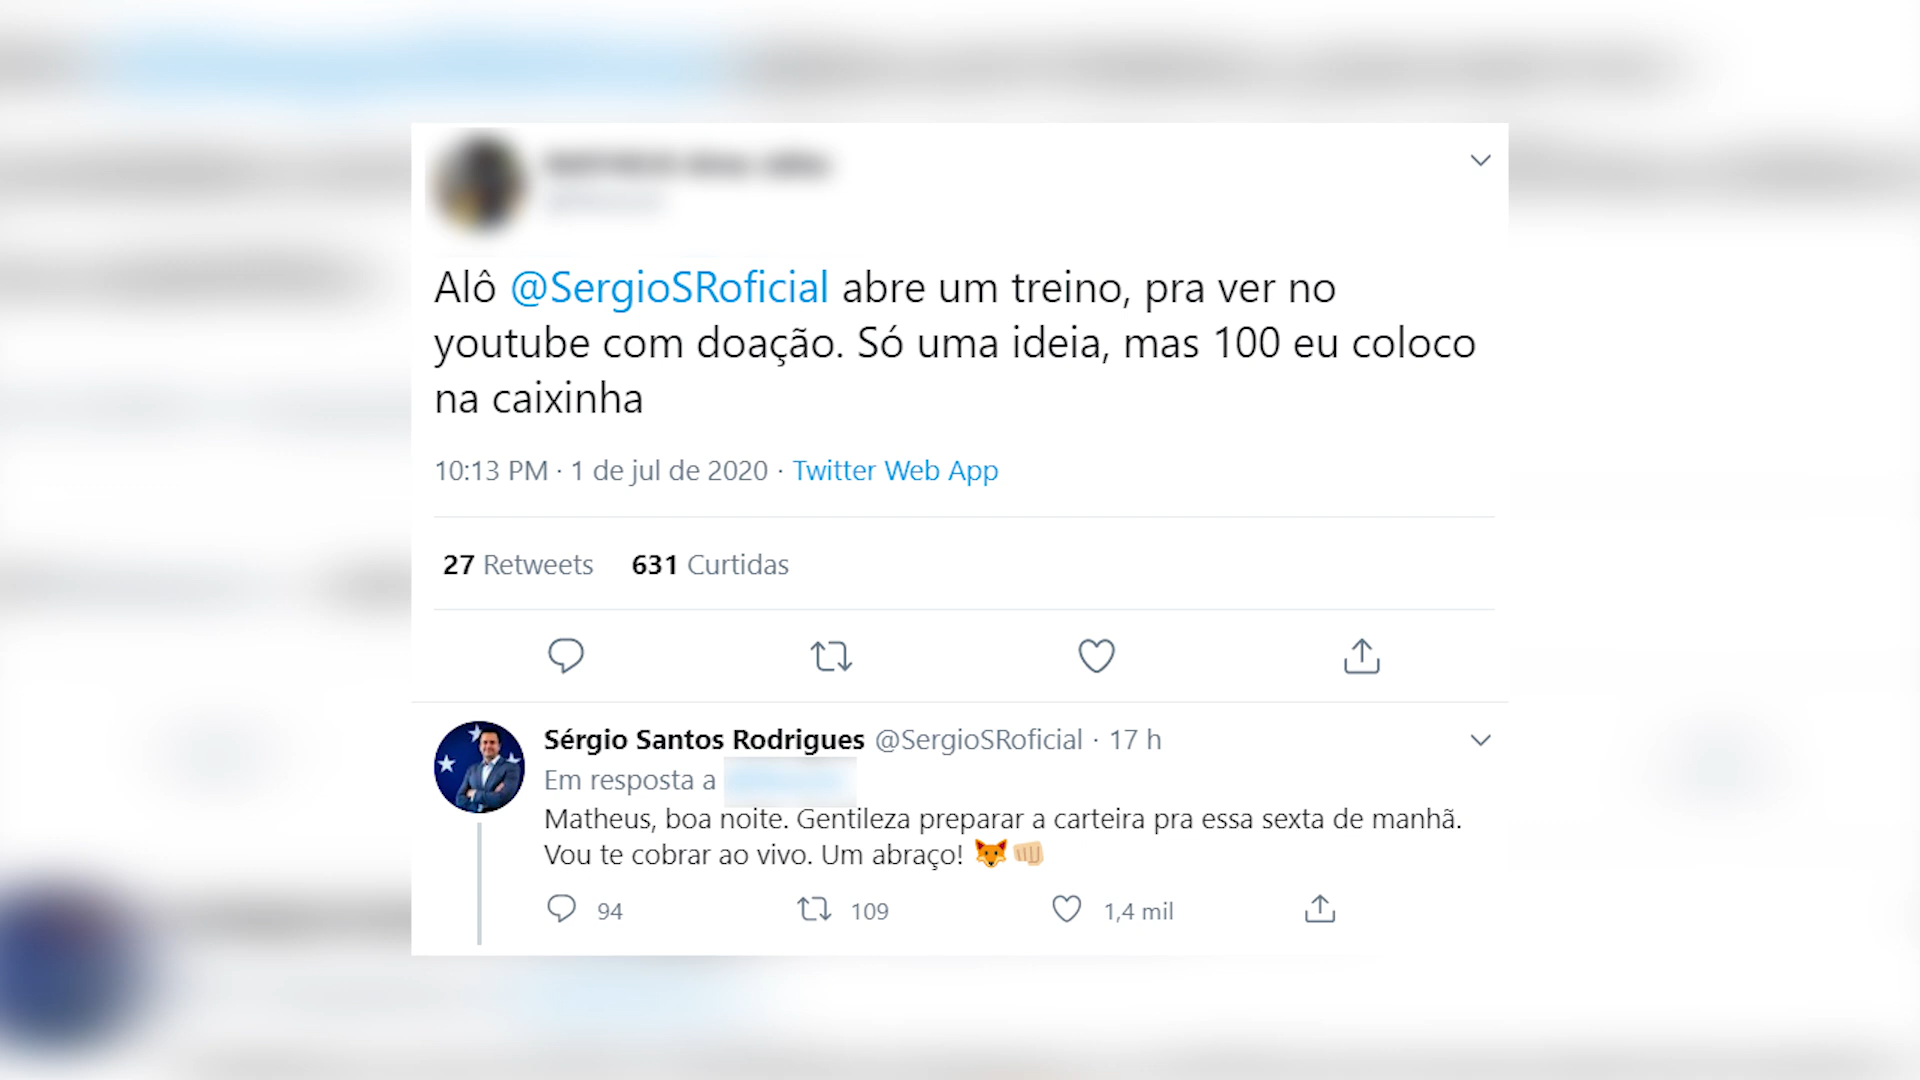 Alô @SergioSRoficial abre um treino, pra ver no
youtube com doação. Só uma ideia, mas 100 eu coloco
na caixinha
10:13 PM · 1 de jul de 2020 · Twitter Web App
27 Retweets 631 Curtidas
Sérgio Santos Rodrigues @SergioSRoficial · 17 h
Em resposta a
Matheus, boa noite. Gentileza preparar a carteira pra essa sexta de manhã.
Vou te cobrar ao vivo. Um abraço! 🦊👊🏻
94 109 1,4 mil